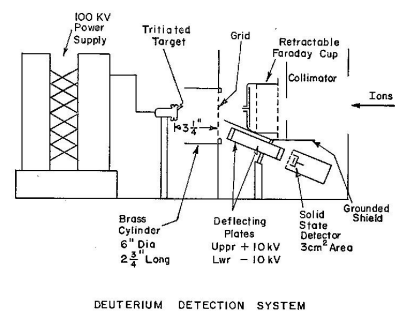 100 KV
Power
Supply
Tritiated
Target
Grid
Retractable
Faraday Cup
Collimator
Ions
3 1/4"
Brass
Cylinder
6" Dia
2 3/4" Long
Deflecting
Plates
Uppr + 10 kV
Lwr - 10 kV
Solid
State
Detector
3cm² Area
Grounded
Shield
DEUTERIUM DETECTION SYSTEM